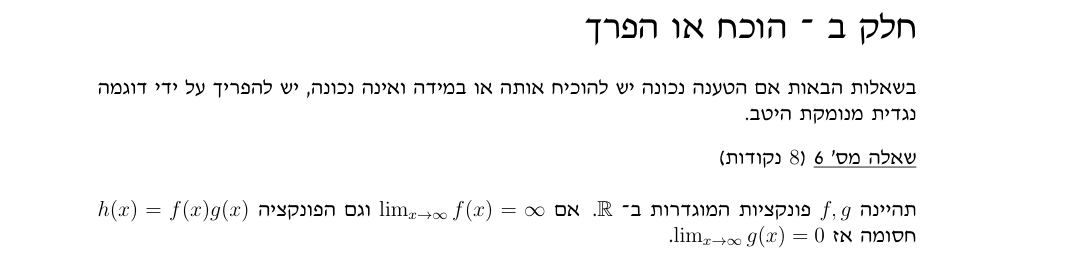 חלק ב - הוכח או הפרך
בשאלות הבאות אם הטענה נכונה יש להוכיח אותה או במידה ואינה נכונה, יש להפריך על ידי דוגמה
נגדית מנומקת היטב.
שאלה מס' 6 (8 נקודות)
תהיינה f, g פונקציות המוגדרות ב- ℝ. אם lim_{x→∞} f(x) = ∞ וגם הפונקציה h(x) = f(x)g(x)
חסומה אז lim_{x→∞} g(x) = 0.